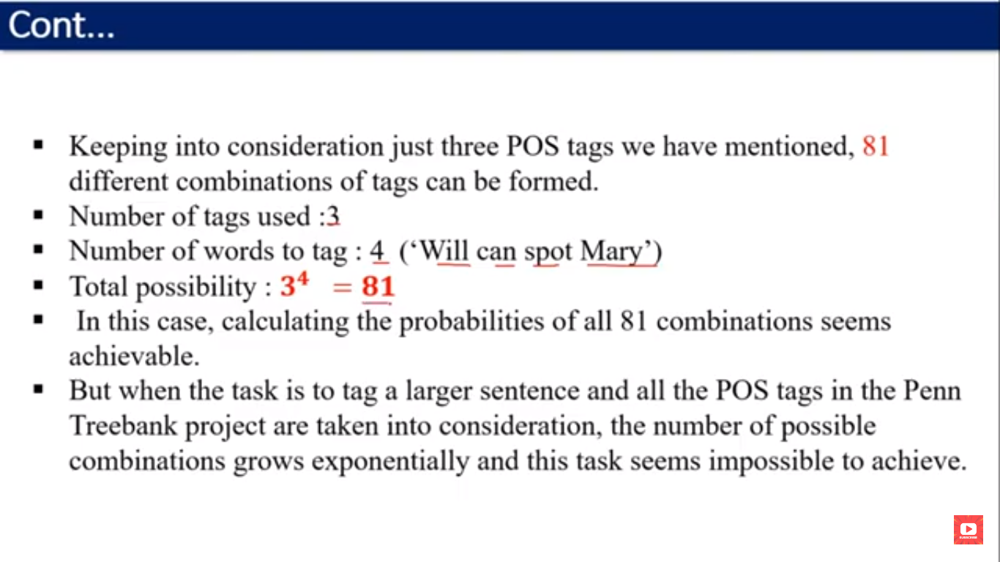 Cont...
▪ Keeping into consideration just three POS tags we have mentioned, 81
different combinations of tags can be formed.
▪ Number of tags used :3
▪ Number of words to tag : 4 (‘Will can spot Mary’)
▪ Total possibility : 3⁴ = 81
▪ In this case, calculating the probabilities of all 81 combinations seems
achievable.
▪ But when the task is to tag a larger sentence and all the POS tags in the Penn
Treebank project are taken into consideration, the number of possible
combinations grows exponentially and this task seems impossible to achieve.
SUBSCRIBE